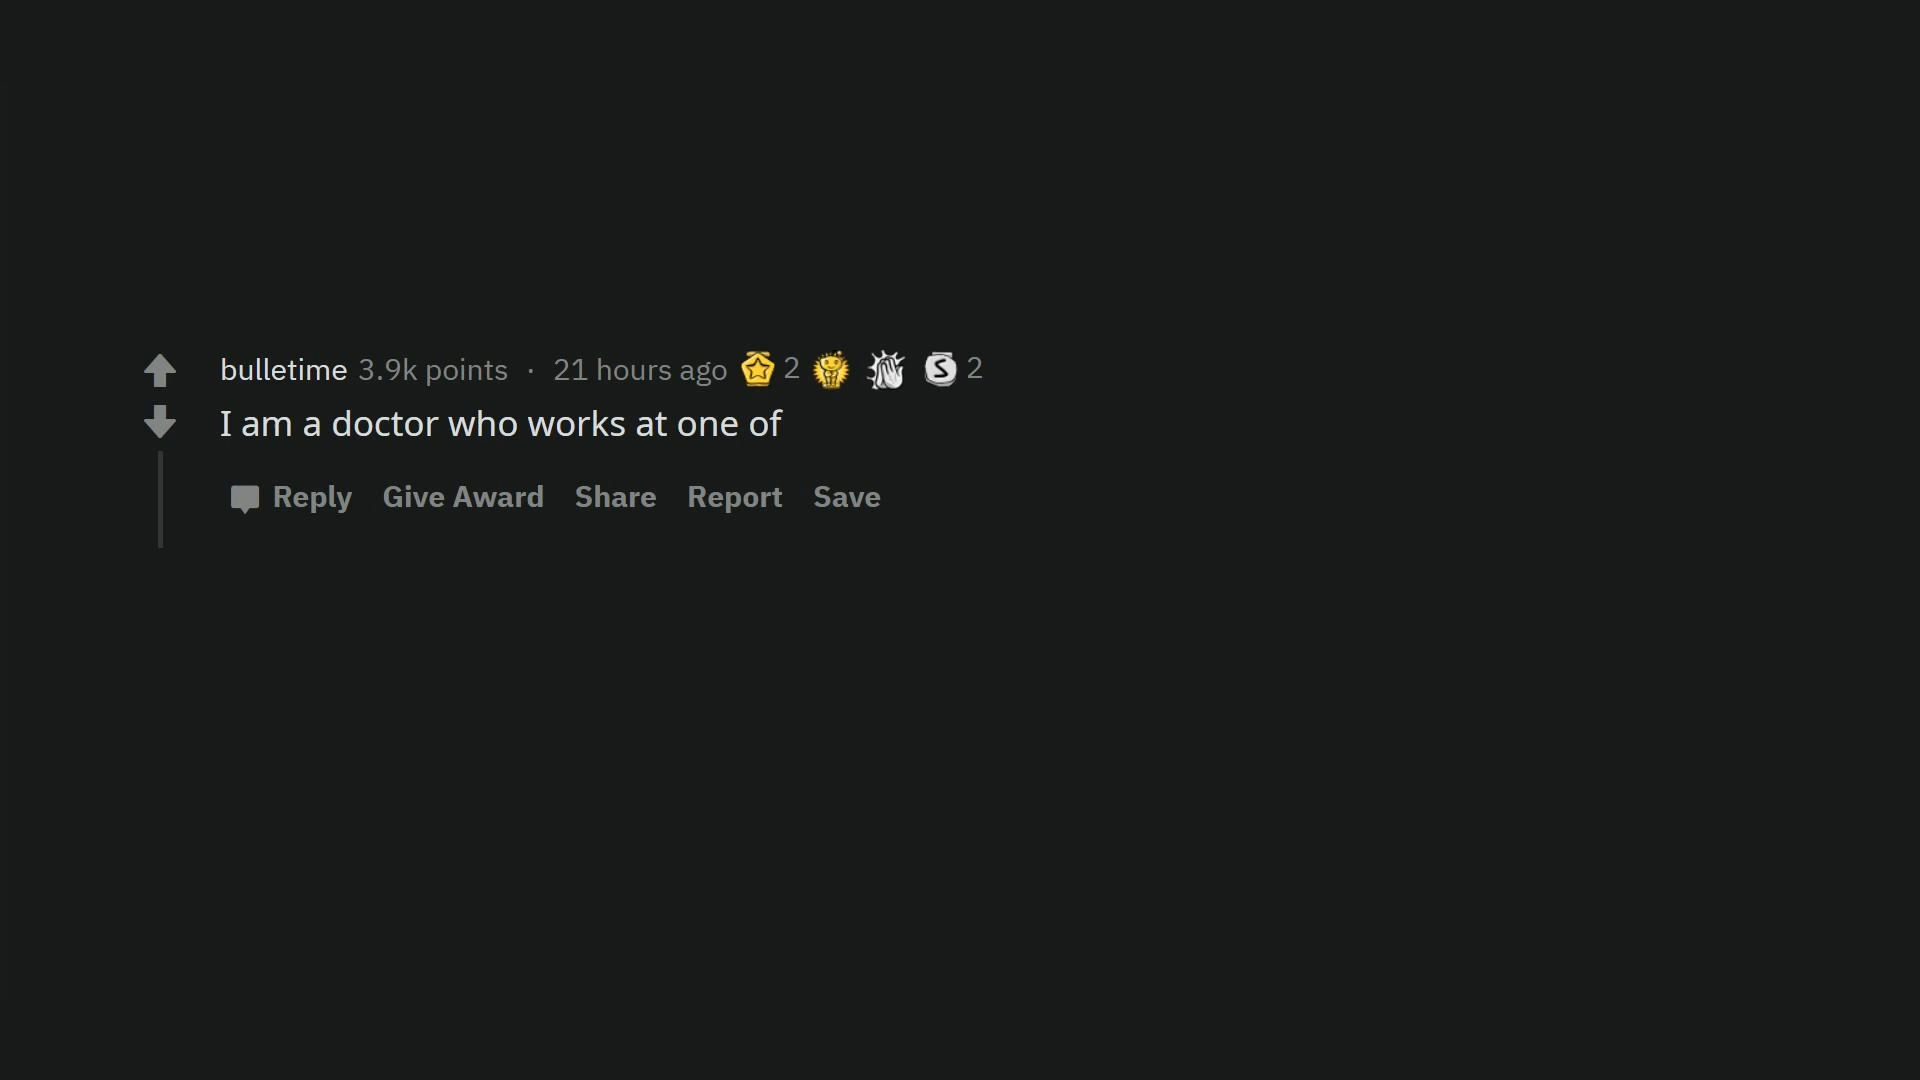 bulletime 3.9k points · 21 hours ago 2 2
I am a doctor who works at one of
Reply Give Award Share Report Save